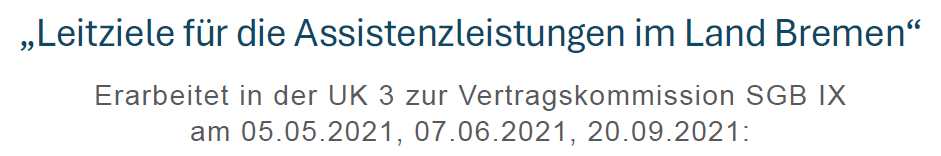 „Leitziele für die Assistenzleistungen im Land Bremen“
Erarbeitet in der UK 3 zur Vertragskommission SGB IX
am 05.05.2021, 07.06.2021, 20.09.2021: